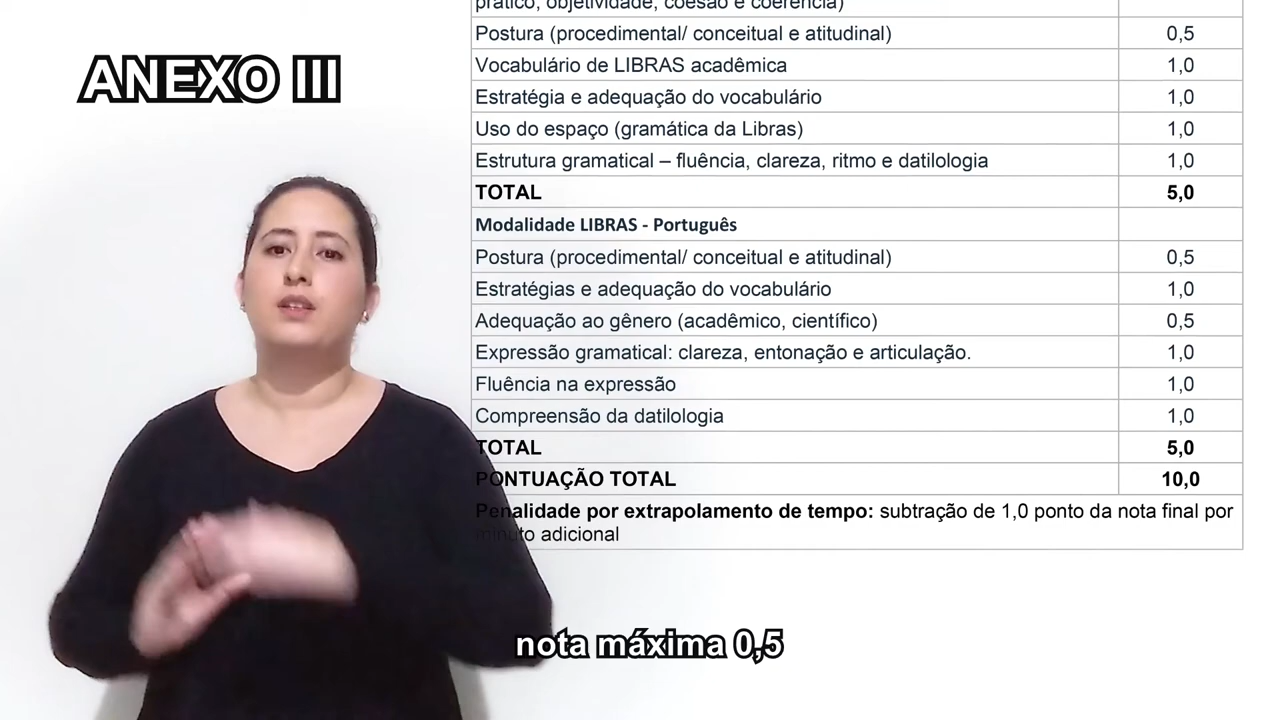 prático, objetividade, coesão e coerência)
ANEXO III
Postura (procedimental/ conceitual e atitudinal) 0,5
Vocabulário de LIBRAS acadêmica 1,0
Estratégia e adequação do vocabulário 1,0
Uso do espaço (gramática da Libras) 1,0
Estrutura gramatical – fluência, clareza, ritmo e datilologia 1,0
TOTAL 5,0
Modalidade LIBRAS - Português
Postura (procedimental/ conceitual e atitudinal) 0,5
Estratégias e adequação do vocabulário 1,0
Adequação ao gênero (acadêmico, científico) 0,5
Expressão gramatical: clareza, entonação e articulação. 1,0
Fluência na expressão 1,0
Compreensão da datilologia 1,0
TOTAL 5,0
PONTUAÇÃO TOTAL 10,0
Penalidade por extrapolamento de tempo: subtração de 1,0 ponto da nota final por
minuto adicional
nota máxima 0,5